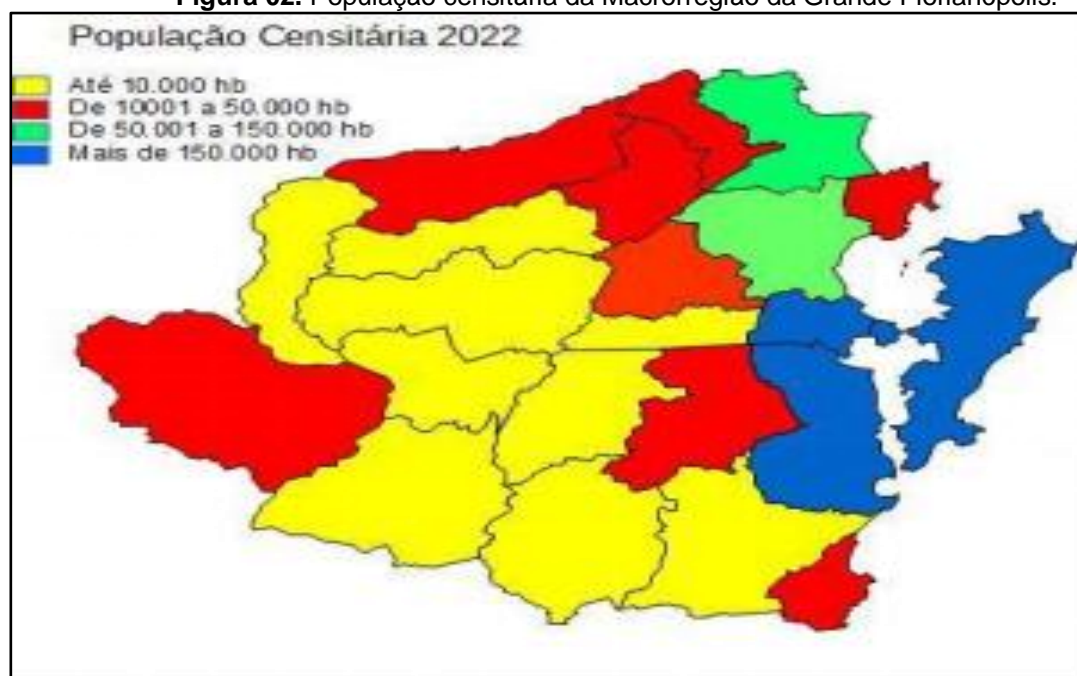 Figura 02. População censitária da Macrorregião da Grande Florianópolis.
População Censitária 2022
Até 10.000 hb
De 10001 a 50.000 hb
De 50.001 a 150.000 hb
Mais de 150.000 hb